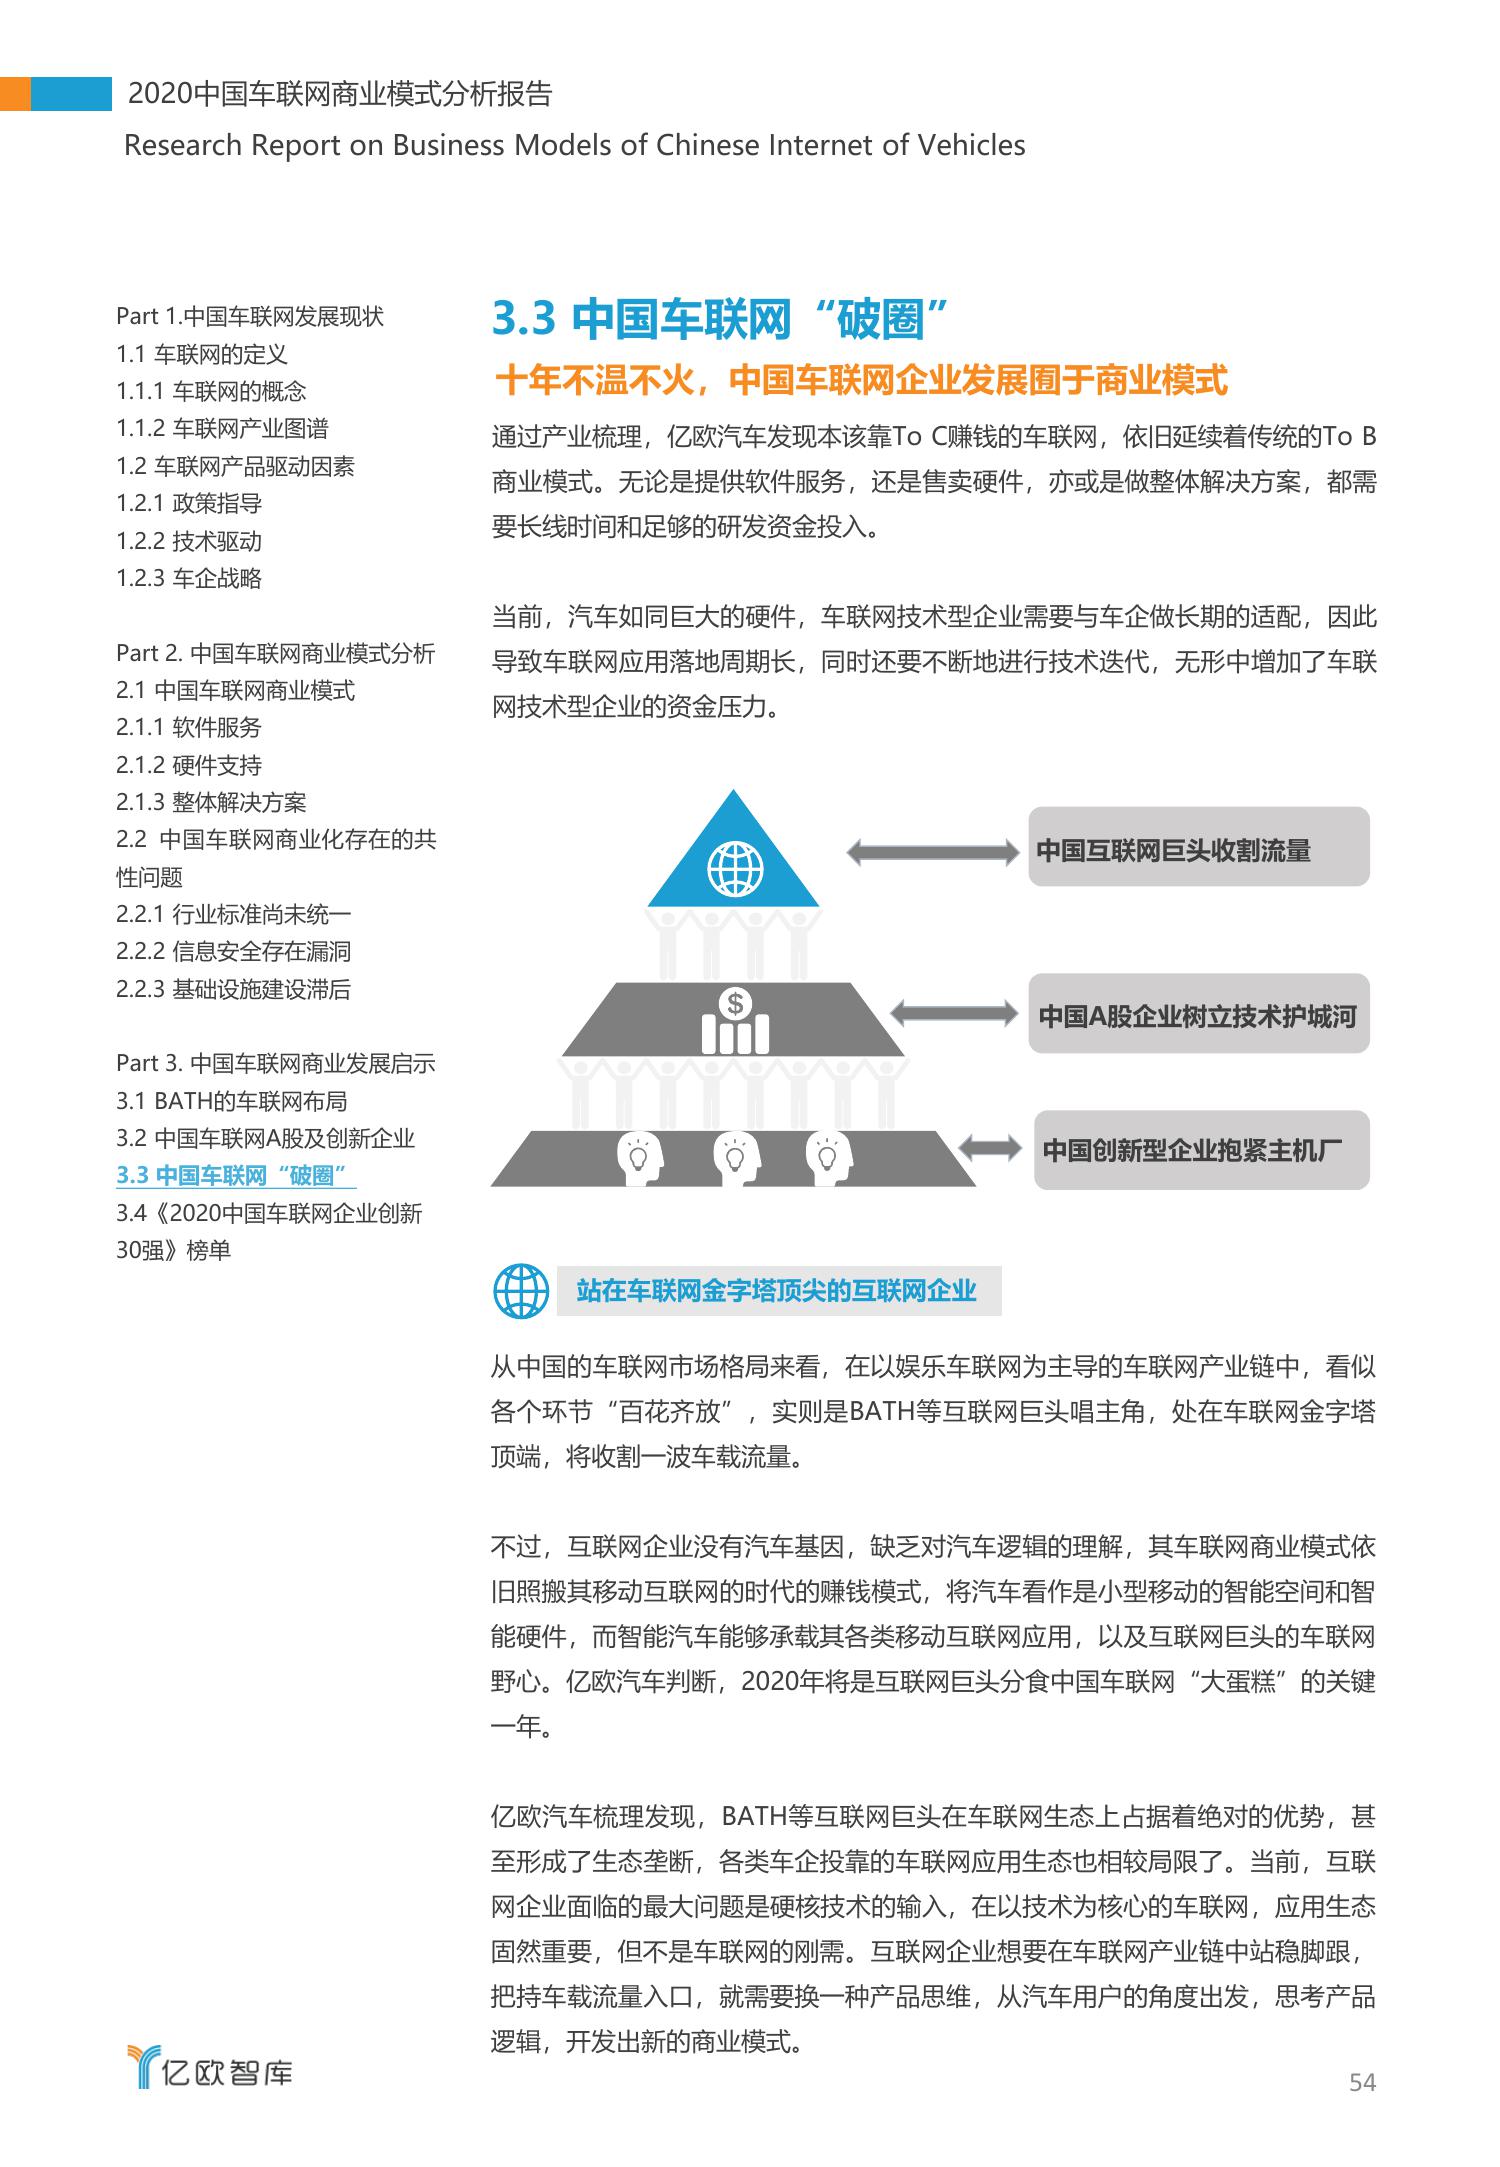 2020中国车联网商业模式分析报告
Research Report on Business Models of Chinese Internet of Vehicles
Part 1.中国车联网发展现状
1.1 车联网的定义
1.1.1 车联网的概念
1.1.2 车联网产业图谱
1.2 车联网产品驱动因素
1.2.1 政策指导
1.2.2 技术驱动
1.2.3 车企战略
Part 2. 中国车联网商业模式分析
2.1 中国车联网商业模式
2.1.1 软件服务
2.1.2 硬件支持
2.1.3 整体解决方案
2.2 中国车联网商业化存在的共
性问题
2.2.1 行业标准尚未统一
2.2.2 信息安全存在漏洞
2.2.3 基础设施建设滞后
Part 3. 中国车联网商业发展启示
3.1 BATH的车联网布局
3.2 中国车联网A股及创新企业
3.3 中国车联网“破圈”
3.4《2020中国车联网企业创新
30强》榜单
3.3 中国车联网“破圈”
十年不温不火，中国车联网企业发展囿于商业模式
通过产业梳理，亿欧汽车发现本该靠To C赚钱的车联网，依旧延续着传统的To B
商业模式。无论是提供软件服务，还是售卖硬件，亦或是做整体解决方案，都需
要长线时间和足够的研发资金投入。
当前，汽车如同巨大的硬件，车联网技术型企业需要与车企做长期的适配，因此
导致车联网应用落地周期长，同时还要不断地进行技术迭代，无形中增加了车联
网技术型企业的资金压力。
中国互联网巨头收割流量
$
中国A股企业树立技术护城河
中国创新型企业抱紧主机厂
站在车联网金字塔顶尖的互联网企业
从中国的车联网市场格局来看，在以娱乐车联网为主导的车联网产业链中，看似
各个环节“百花齐放”，实则是BATH等互联网巨头唱主角，处在车联网金字塔
顶端，将收割一波车载流量。
不过，互联网企业没有汽车基因，缺乏对汽车逻辑的理解，其车联网商业模式依
旧照搬其移动互联网的时代的赚钱模式，将汽车看作是小型移动的智能空间和智
能硬件，而智能汽车能够承载其各类移动互联网应用，以及互联网巨头的车联网
野心。亿欧汽车判断，2020年将是互联网巨头分食中国车联网“大蛋糕”的关键
一年。
亿欧汽车梳理发现，BATH等互联网巨头在车联网生态上占据着绝对的优势，甚
至形成了生态垄断，各类车企投靠的车联网应用生态也相较局限了。当前，互联
网企业面临的最大问题是硬核技术的输入，在以技术为核心的车联网，应用生态
固然重要，但不是车联网的刚需。互联网企业想要在车联网产业链中站稳脚跟，
把持车载流量入口，就需要换一种产品思维，从汽车用户的角度出发，思考产品
逻辑，开发出新的商业模式。
亿欧智库
54